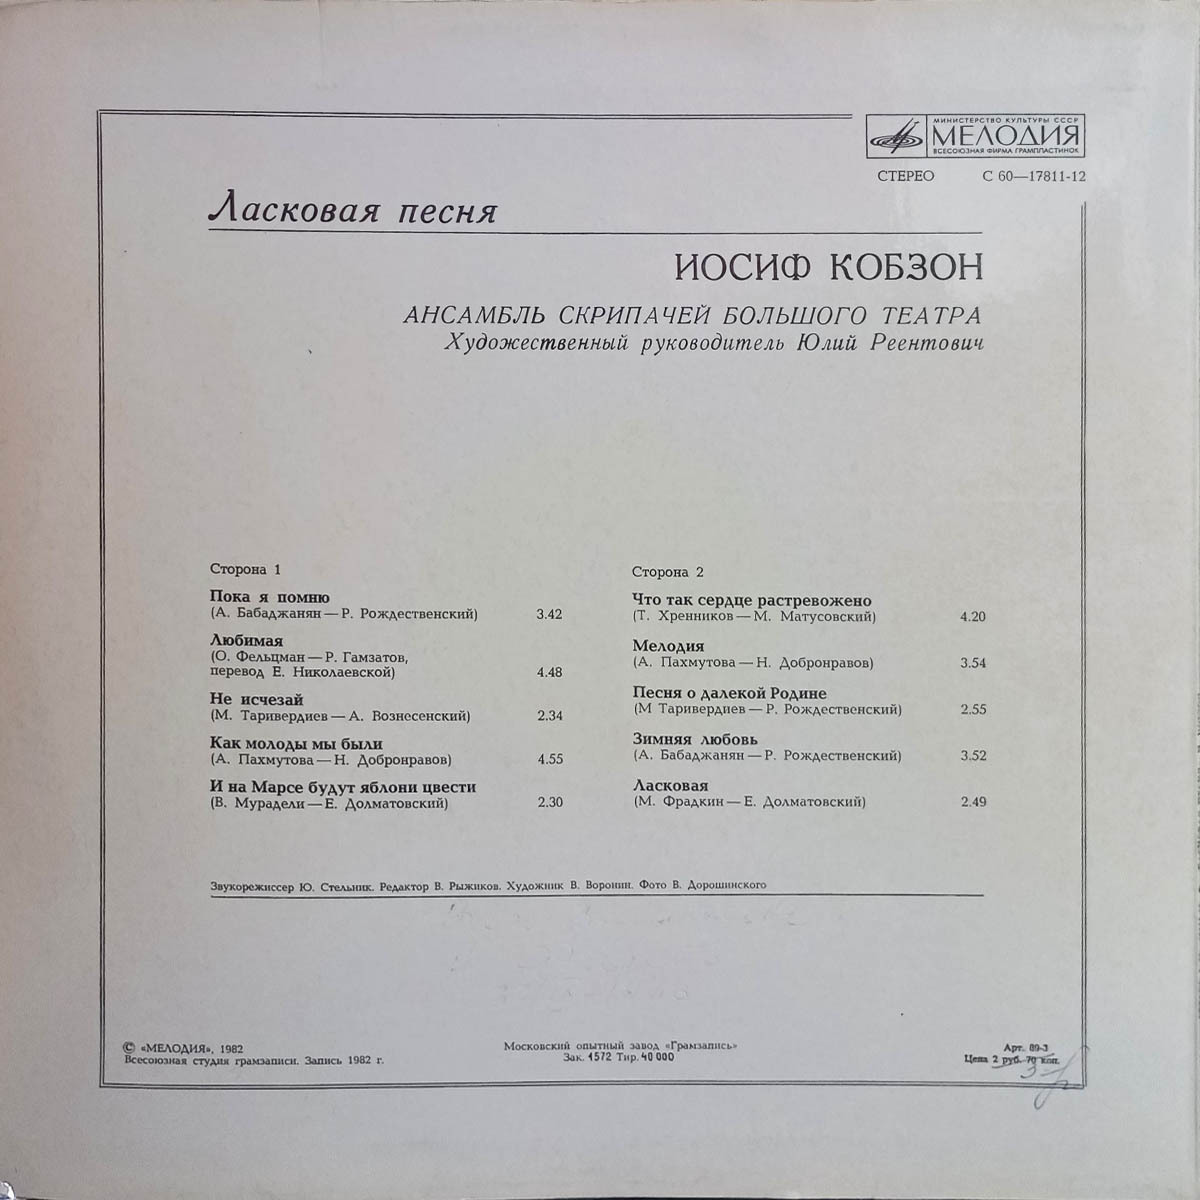 МИНИСТЕРСТВО КУЛЬТУРЫ СССР
МЕЛОДИЯ
ВСЕСОЮЗНАЯ ФИРМА ГРАМПЛАСТИНОК
СТЕРЕО С 60—17811-12
Ласковая песня
ИОСИФ КОБЗОН
АНСАМБЛЬ СКРИПАЧЕЙ БОЛЬШОГО ТЕАТРА
Художественный руководитель Юлий Реентович
Сторона 1
Пока я помню
(А. Бабаджанян — Р. Рождественский) 3.42
Любимая
(О. Фельцман — Р. Гамзатов,
перевод Е. Николаевской) 4.48
Не исчезай
(М. Таривердиев — А. Вознесенский) 2.34
Как молоды мы были
(А. Пахмутова — Н. Добронравов) 4.55
И на Марсе будут яблони цвести
(В. Мурадели — Е. Долматовский) 2.30
Сторона 2
Что так сердце растревожено
(Т. Хренников — М. Матусовский) 4.20
Мелодия
(А. Пахмутова — Н. Добронравов) 3.54
Песня о далекой Родине
(М Таривердиев — Р. Рождественский) 2.55
Зимняя любовь
(А. Бабаджанян — Р. Рождественский) 3.52
Ласковая
(М. Фрадкин — Е. Долматовский) 2.49
Звукорежиссер Ю. Стельник. Редактор В. Рыжиков. Художник В. Воронин. Фото В. Дорошинского
© «МЕЛОДИЯ», 1982
Всесоюзная студия грамзаписи. Запись 1982 г.
Московский опытный завод «Грамзапись»
Зак. 1572 Тир. 40 000
Арт. 09-3
Цена 2 руб. 70 коп.